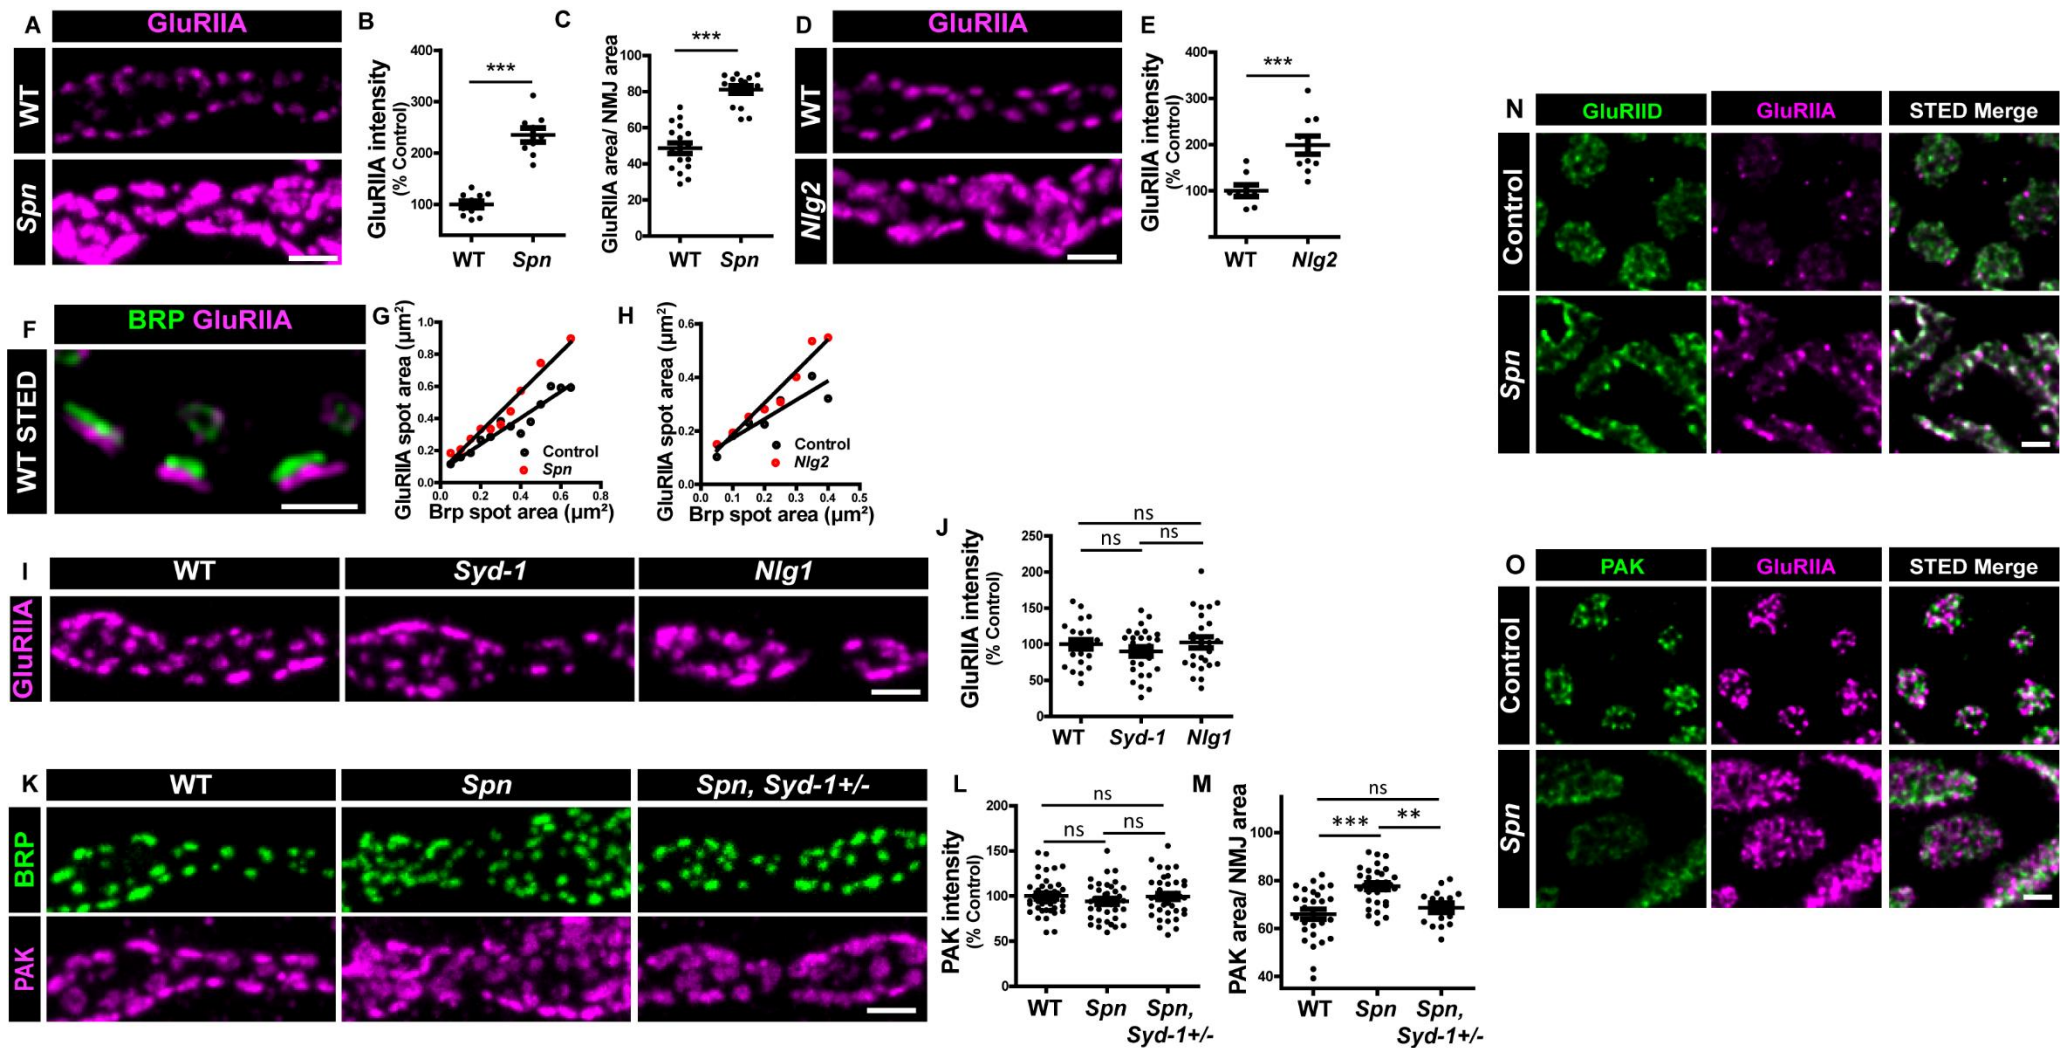 A
GluRIIA
WT
Spn
B
GluRIIA intensity
(% Control)
400
300
200
100
***
WT Spn
C
GluRIIA area/ NMJ area
100
80
60
40
20
0
***
WT Spn
D
GluRIIA
WT
Nlg2
E
GluRIIA intensity
(% Control)
400
300
200
100
***
WT Nlg2
F
BRP GluRIIA
WT STED
G
GluRIIA spot area (µm²)
1.0
0.8
0.6
0.4
0.2
0.0
Control
Spn
0.0 0.2 0.4 0.6 0.8
Brp spot area (µm²)
H
GluRIIA spot area (µm²)
0.6
0.4
0.2
0.0
Control
Nlg2
0.0 0.1 0.2 0.3 0.4 0.5
Brp spot area (µm²)
I
WT Syd-1 Nlg1
GluRIIA
J
GluRIIA intensity
(% Control)
250
200
150
100
50
0
ns
ns ns
WT Syd-1 Nlg1
K
WT Spn Spn, Syd-1+/-
BRP
PAK
L
PAK intensity
(% Control)
200
150
100
50
0
ns
ns ns
WT Spn Spn,
Syd-1+/-
M
PAK area/ NMJ area
100
80
60
40
ns
*** **
WT Spn Spn,
Syd-1+/-
N
GluRIID GluRIIA STED Merge
Control
Spn
O
PAK GluRIIA STED Merge
Control
Spn